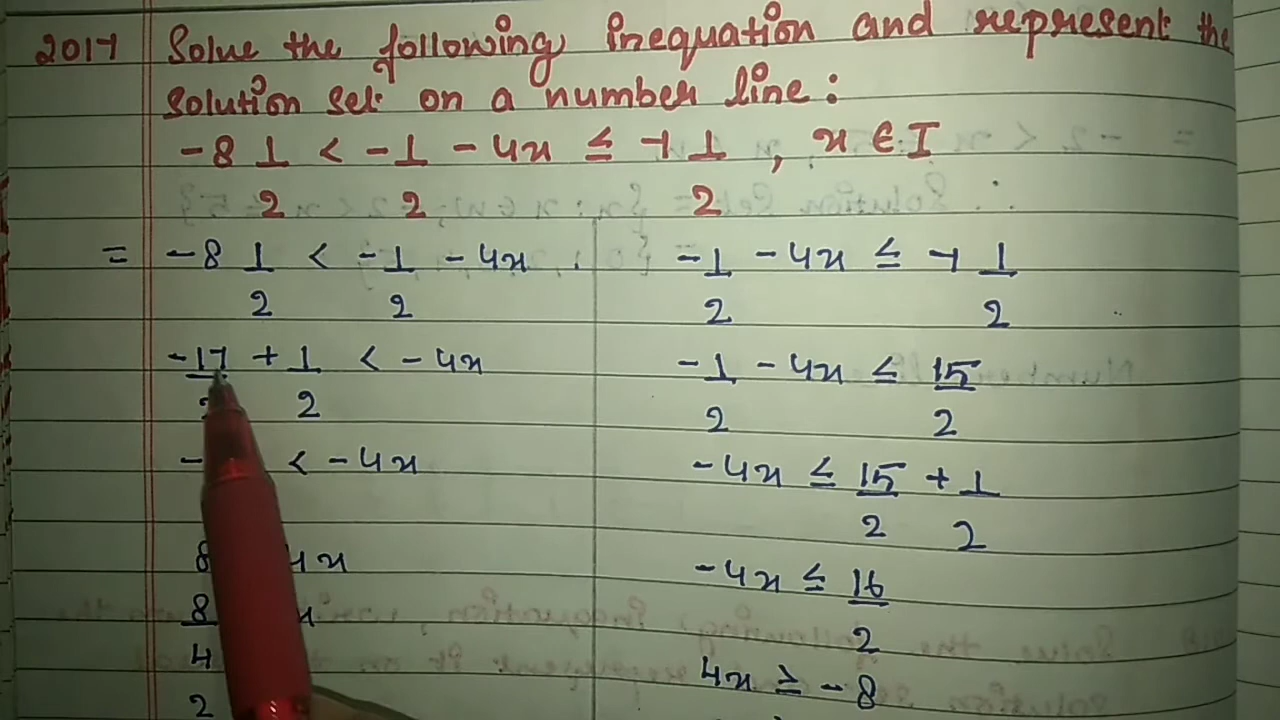 2017 Solve the following inequation and represent the
solution set on a number line:
-8 1/2 < -1/2 - 4x ≤ 7 1/2, x ∈ I
= -8 1/2 < -1/2 - 4x
-17/2 + 1/2 < -4x
< -4x
8 4x
8/4 x
2
-1/2 - 4x ≤ 7 1/2
-1/2 - 4x ≤ 15/2
-4x ≤ 15/2 + 1/2
-4x ≤ 16/2
4x ≥ -8